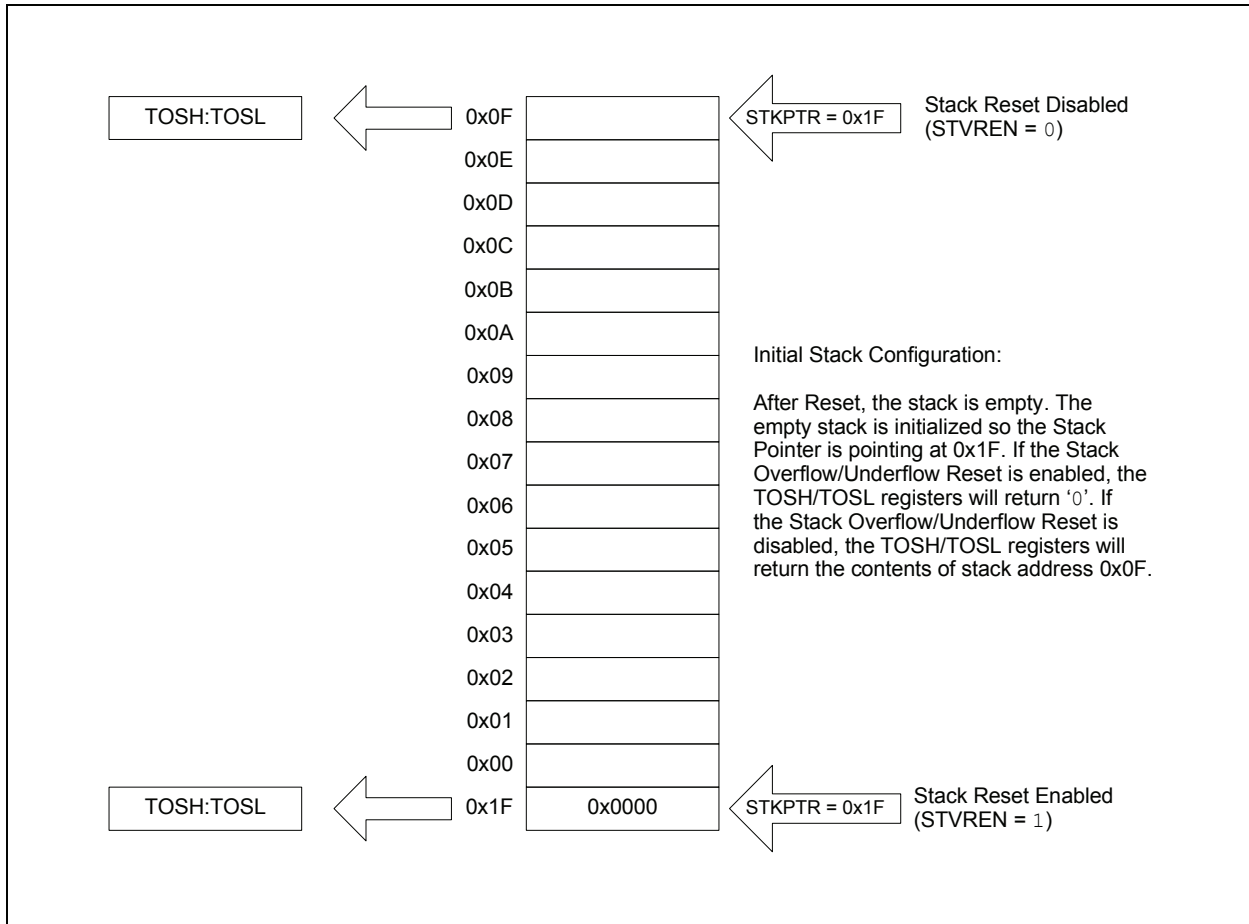 TOSH:TOSL
0x0F
STKPTR = 0x1F
Stack Reset Disabled
(STVREN = 0)
0x0E
0x0D
0x0C
0x0B
0x0A
0x09
0x08
0x07
0x06
0x05
0x04
0x03
0x02
0x01
0x00
Initial Stack Configuration:
After Reset, the stack is empty. The
empty stack is initialized so the Stack
Pointer is pointing at 0x1F. If the Stack
Overflow/Underflow Reset is enabled, the
TOSH/TOSL registers will return ‘0’. If
the Stack Overflow/Underflow Reset is
disabled, the TOSH/TOSL registers will
return the contents of stack address 0x0F.
TOSH:TOSL
0x1F
0x0000
STKPTR = 0x1F
Stack Reset Enabled
(STVREN = 1)